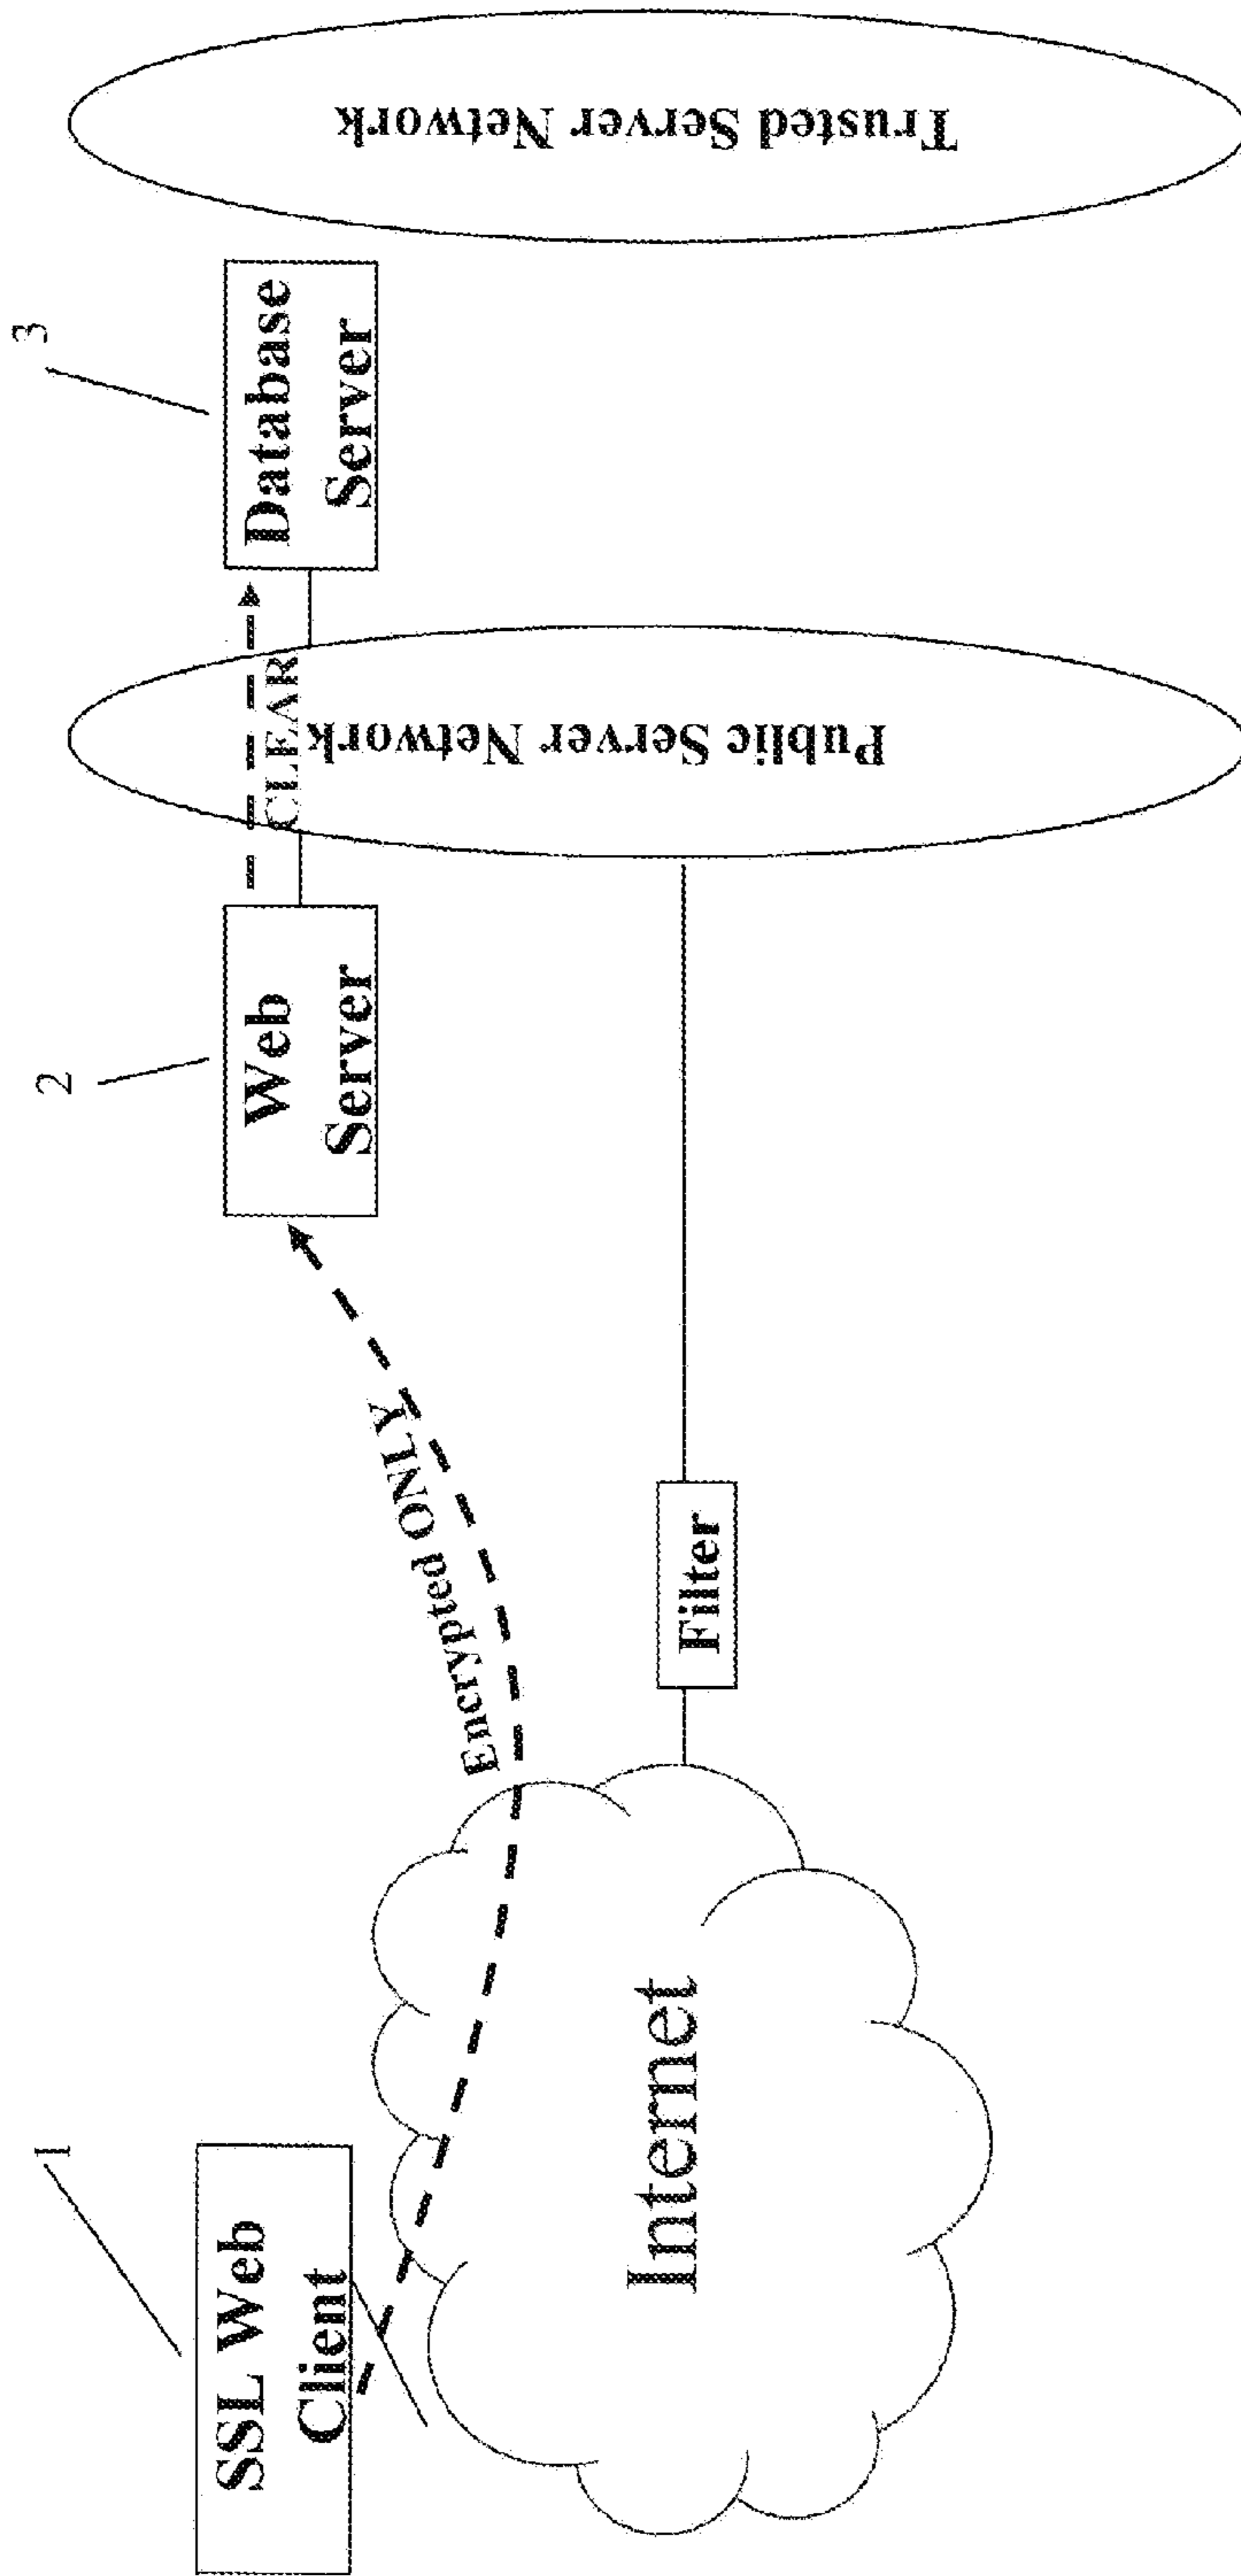 1
SSL Web
Client
Internet
Encrypted ONLY
Filter
2
Web
Server
CLEAR
Public Server Network
3
Database
Server
Trusted Server Network